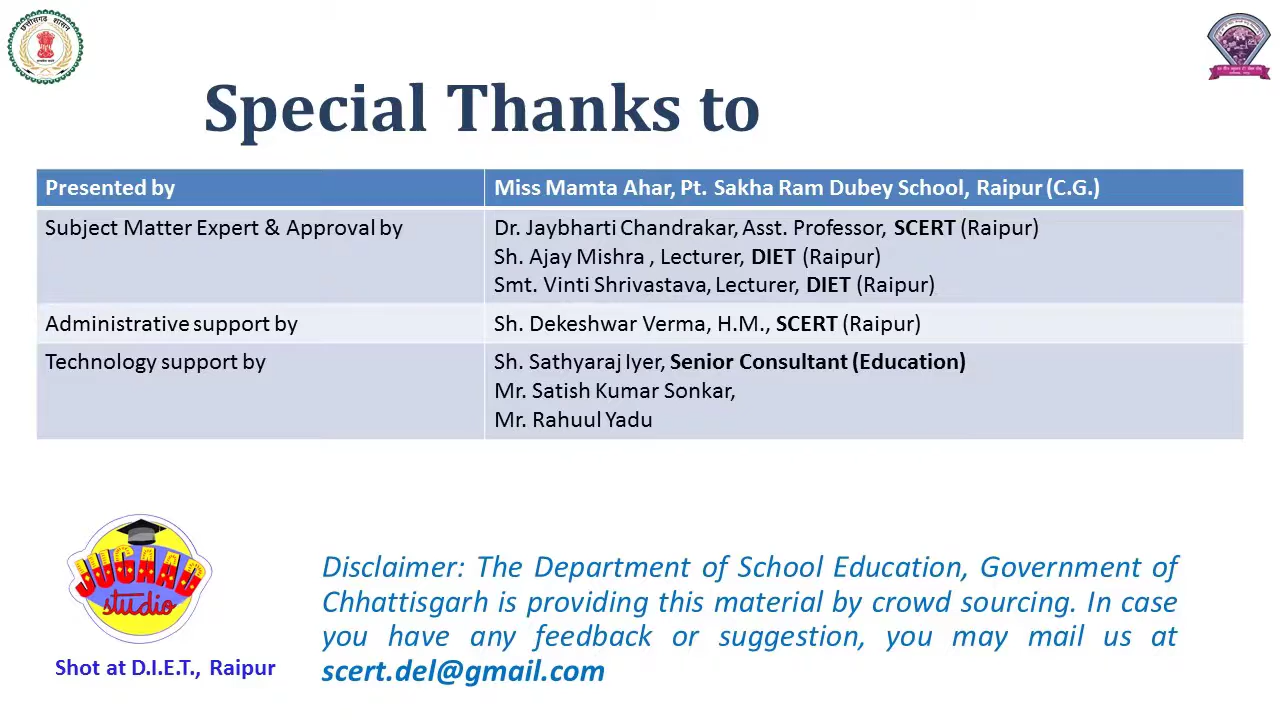 छत्तीसगढ़ शासन
Special Thanks to
Presented by
Miss Mamta Ahar, Pt. Sakha Ram Dubey School, Raipur (C.G.)
Subject Matter Expert & Approval by
Dr. Jaybharti Chandrakar, Asst. Professor, SCERT (Raipur)
Sh. Ajay Mishra , Lecturer, DIET (Raipur)
Smt. Vinti Shrivastava, Lecturer, DIET (Raipur)
Administrative support by
Sh. Dekeshwar Verma, H.M., SCERT (Raipur)
Technology support by
Sh. Sathyaraj Iyer, Senior Consultant (Education)
Mr. Satish Kumar Sonkar,
Mr. Rahuul Yadu
JUGAAD
studio
Shot at D.I.E.T., Raipur
Disclaimer: The Department of School Education, Government of
Chhattisgarh is providing this material by crowd sourcing. In case
you have any feedback or suggestion, you may mail us at
scert.del@gmail.com